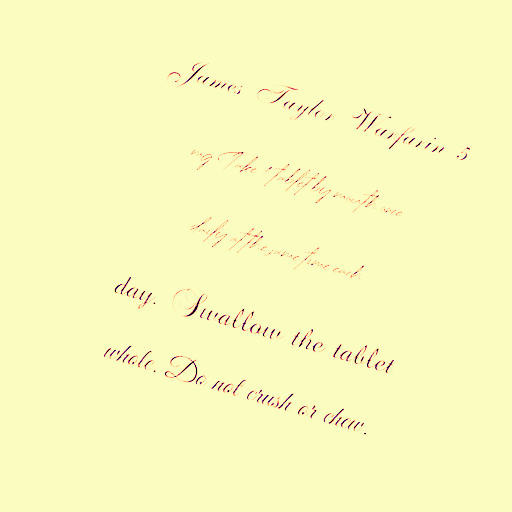 James Taylor Warfarin 5
mg Take 1 tablet by mouth once
daily at the same time each
day. Swallow the tablet
whole. Do not crush or chew.